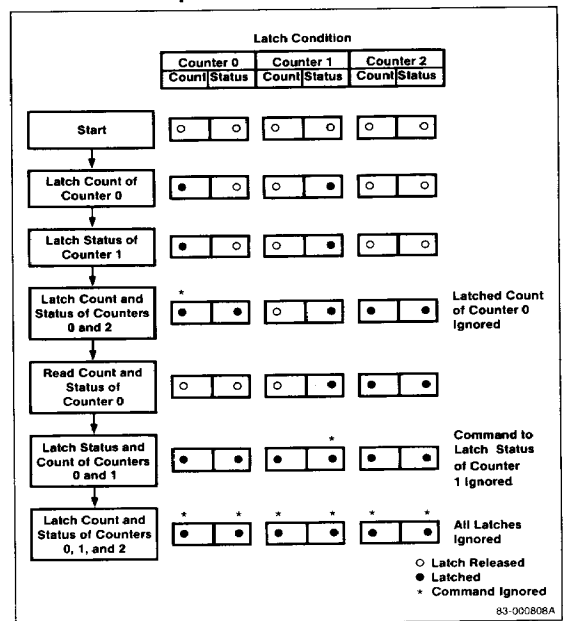 Latch Condition
Counter 0 Counter 1 Counter 2
Count Status Count Status Count Status
Start
Latch Count of
Counter 0
Latch Status of
Counter 1
Latch Count and
Status of Counters
0 and 2
*
Latched Count
of Counter 0
Ignored
Read Count and
Status of
Counter 0
Latch Status and
Count of Counters
0 and 1
*
Command to
Latch Status
of Counter
1 Ignored
Latch Count and
Status of Counters
0, 1, and 2
* * * * * *
All Latches
Ignored
○ Latch Released
● Latched
* Command Ignored
83-000808A